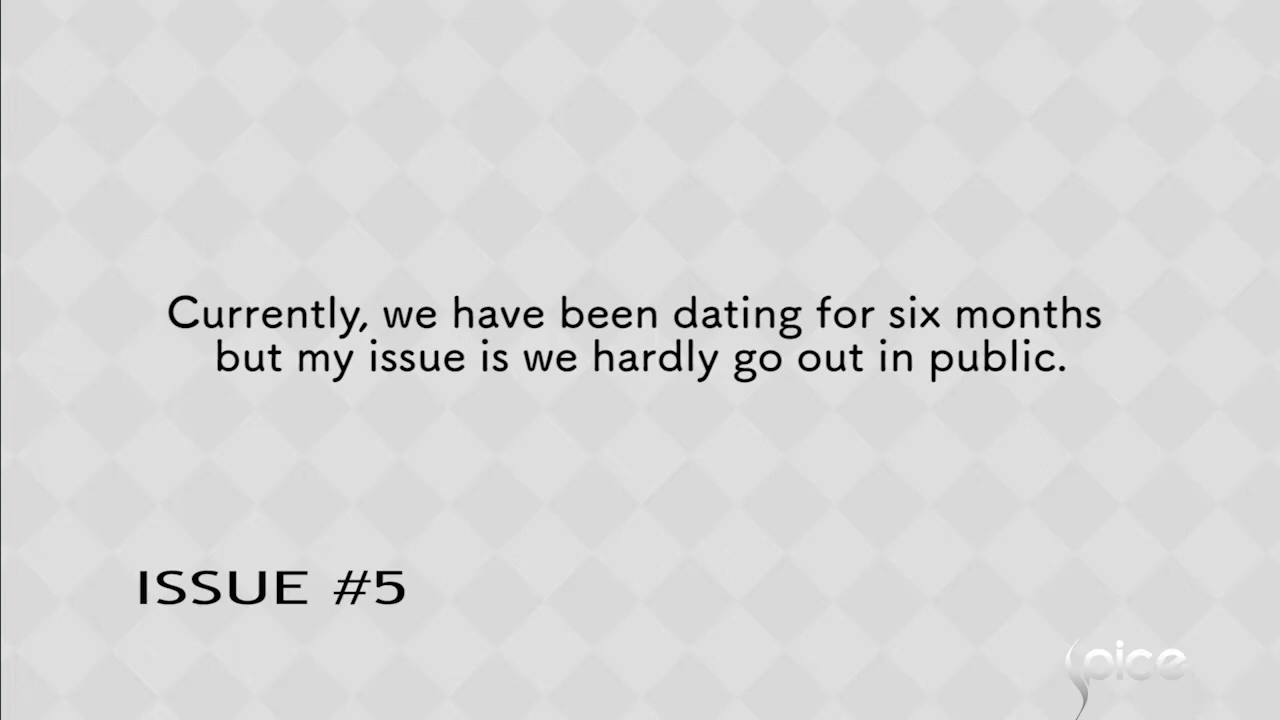 Currently, we have been dating for six months
but my issue is we hardly go out in public.
ISSUE #5
Spice